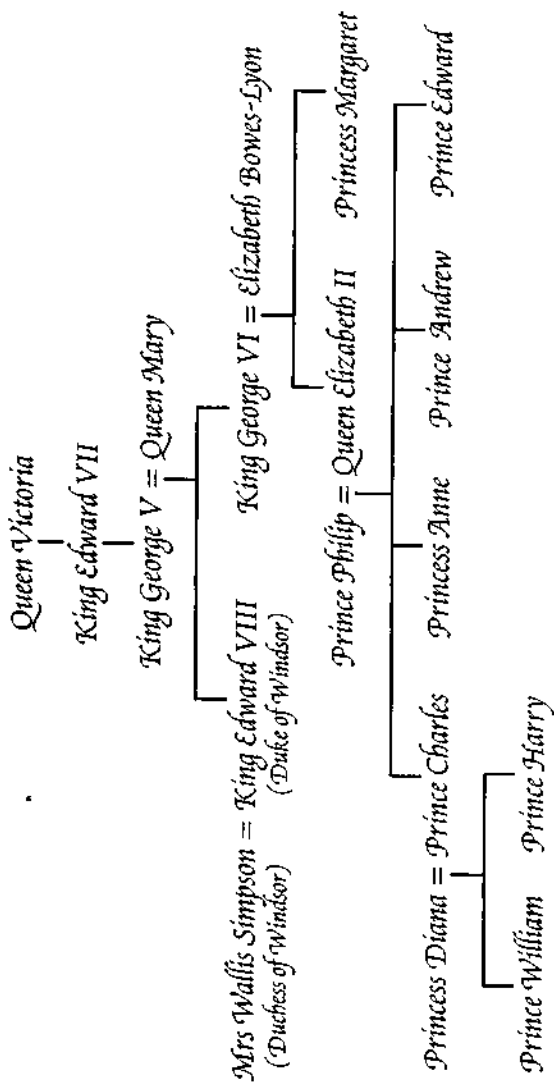 Queen Victoria
King Edward VII
King George V = Queen Mary
Mrs Wallis Simpson = King Edward VIII
(Duchess of Windsor)
(Duke of Windsor)
King George VI = Elizabeth Bowes-Lyon
Prince Philip = Queen Elizabeth II
Princess Margaret
Princess Diana = Prince Charles
Princess Anne
Prince Andrew
Prince Edward
Prince William
Prince Harry